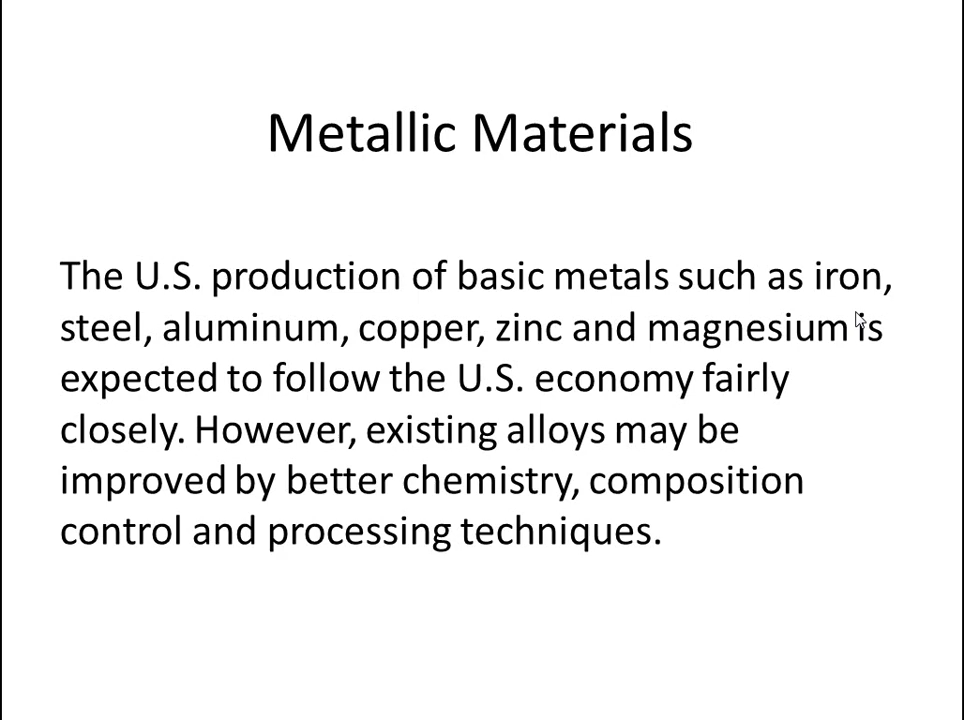 Metallic Materials
The U.S. production of basic metals such as iron,
steel, aluminum, copper, zinc and magnesium is
expected to follow the U.S. economy fairly
closely. However, existing alloys may be
improved by better chemistry, composition
control and processing techniques.